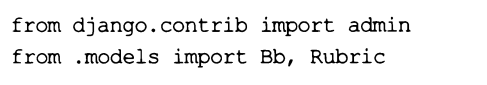 from django.contrib import admin
from .models import Bb, Rubric